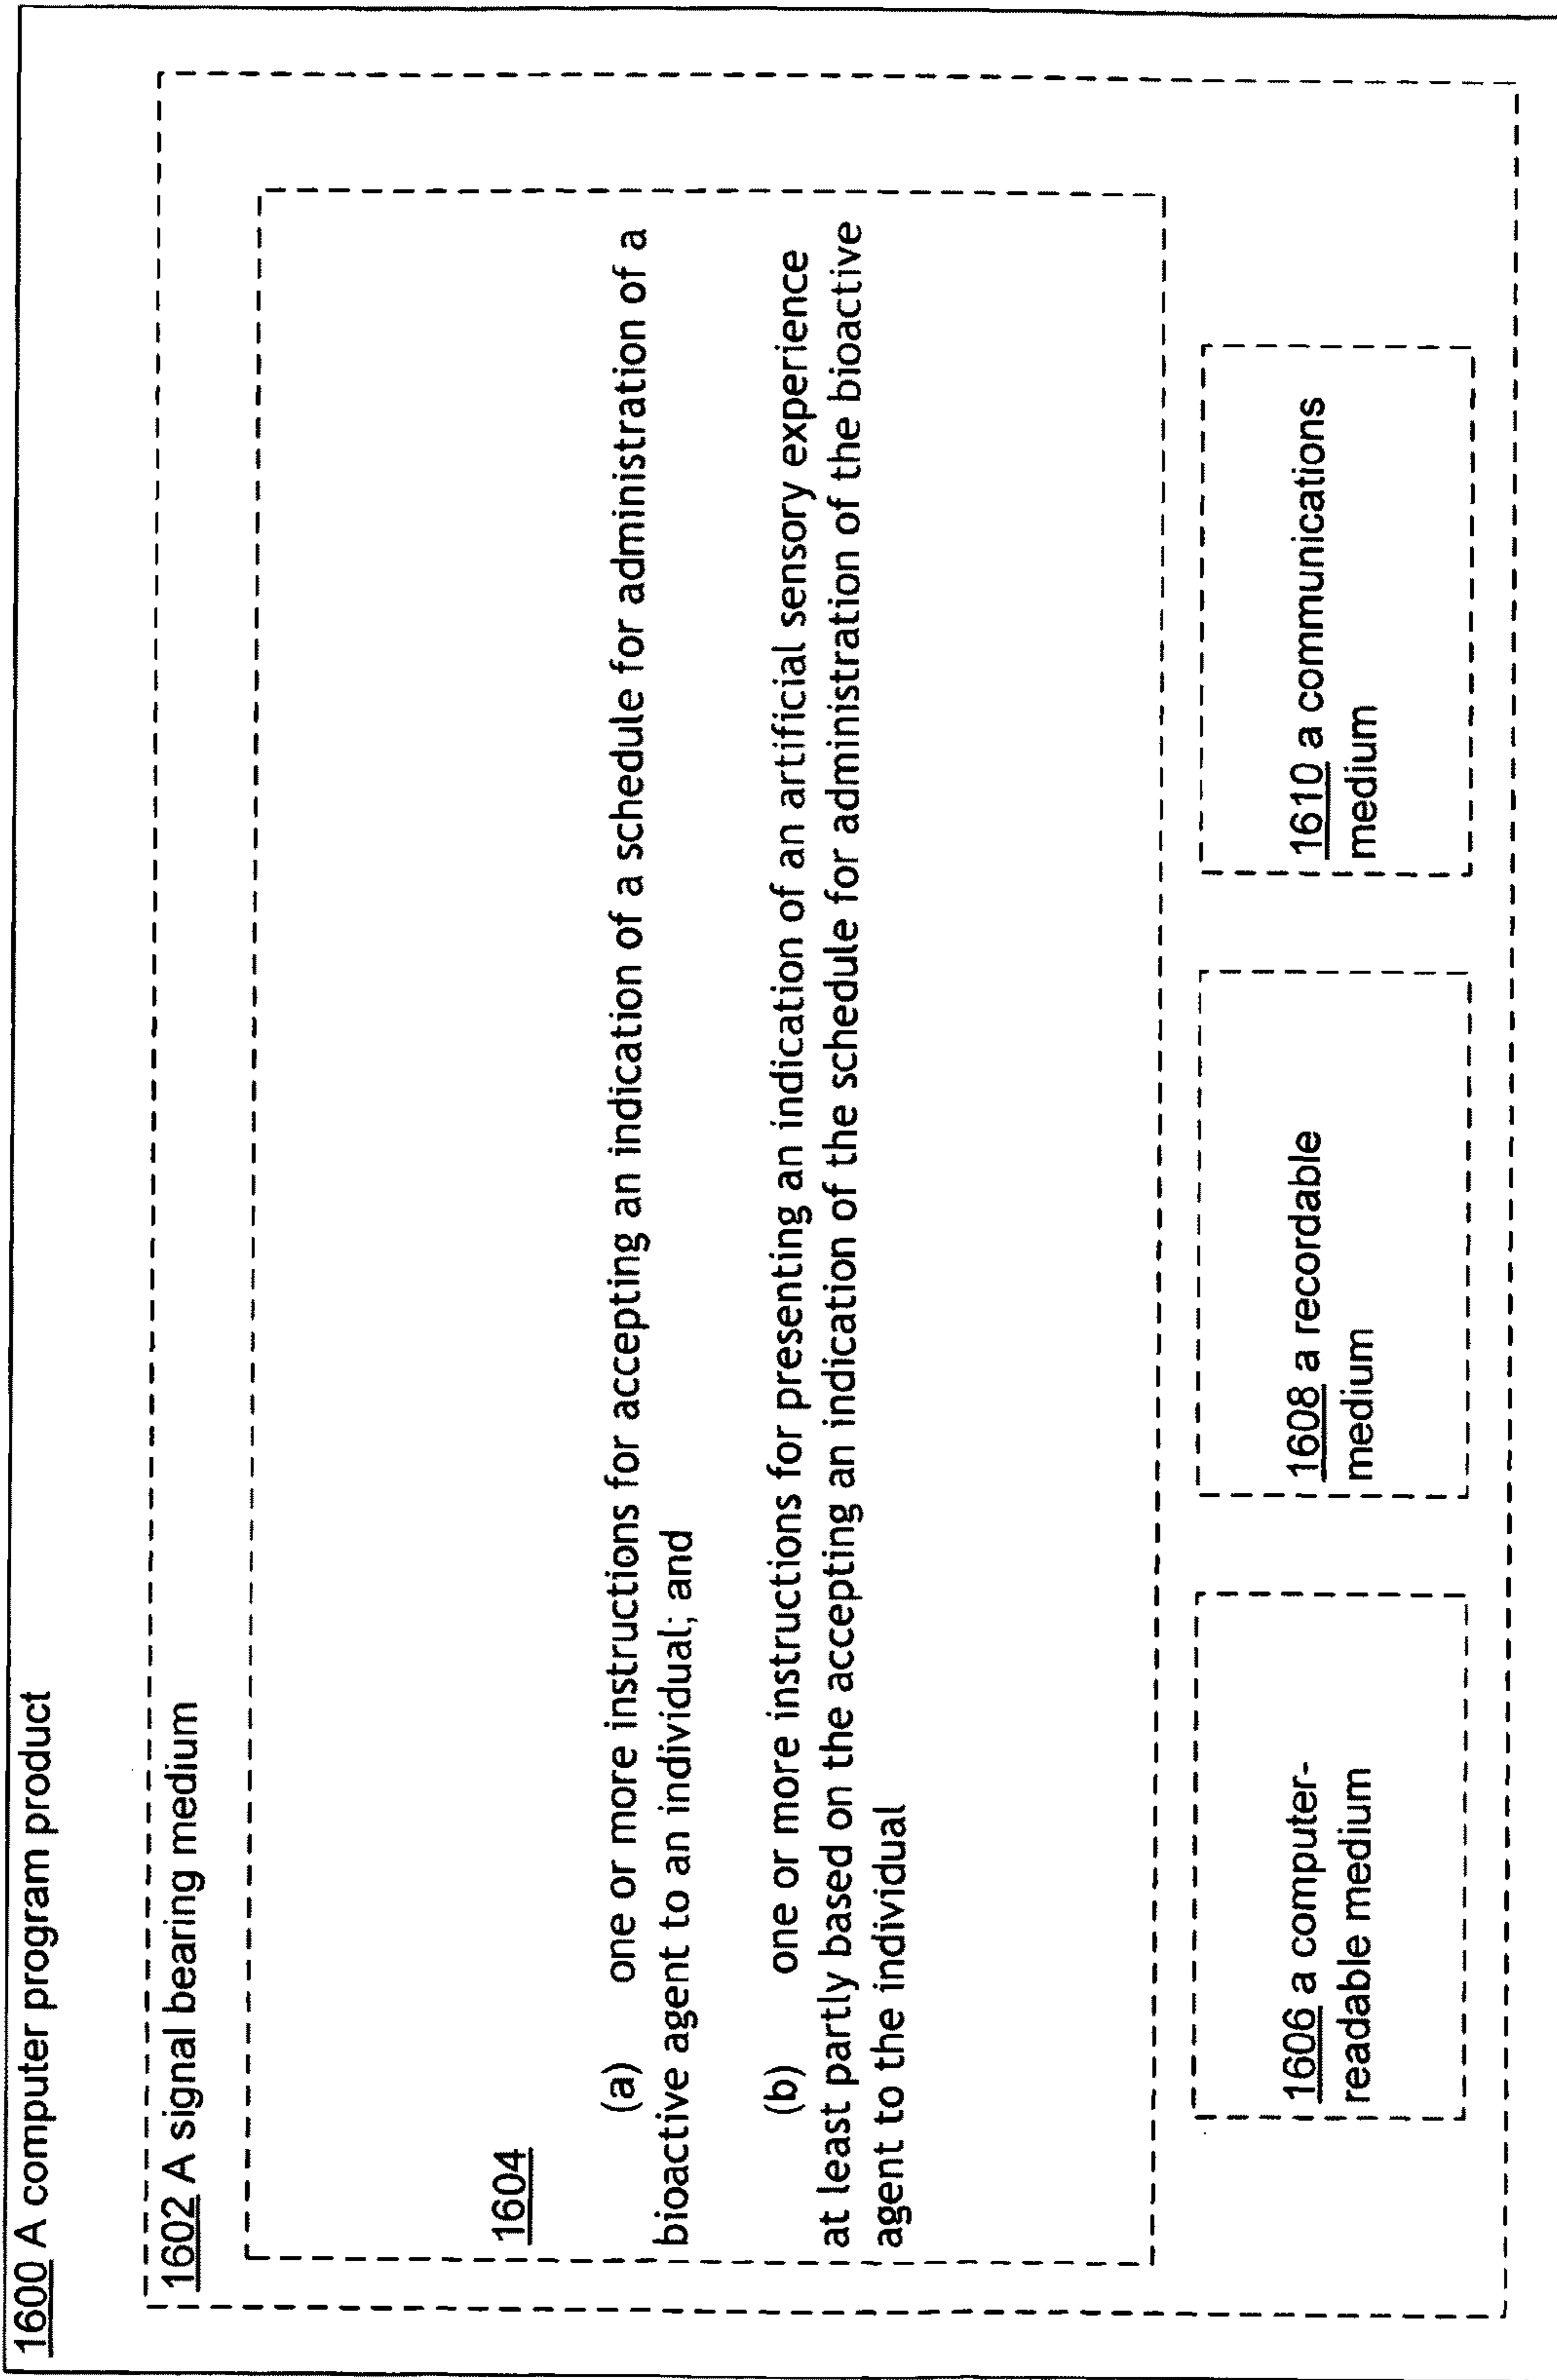 1600 A computer program product
1602 A signal bearing medium
1604
(a) one or more instructions for accepting an indication of a schedule for administration of a
bioactive agent to an individual; and
(b) one or more instructions for presenting an indication of an artificial sensory experience
at least partly based on the accepting an indication of the schedule for administration of the bioactive
agent to the individual
1606 a computer-
readable medium
1608 a recordable
medium
1610 a communications
medium